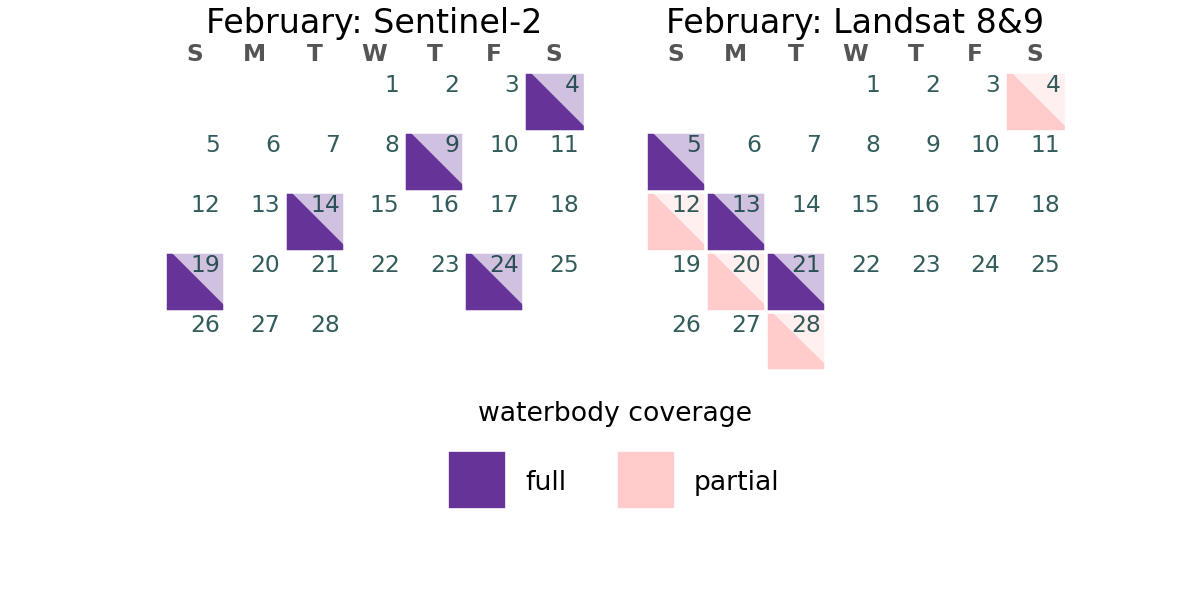 February: Sentinel-2
S M T W T F S
1 2 3 4
5 6 7 8 9 10 11
12 13 14 15 16 17 18
19 20 21 22 23 24 25
26 27 28
February: Landsat 8&9
S M T W T F S
1 2 3 4
5 6 7 8 9 10 11
12 13 14 15 16 17 18
19 20 21 22 23 24 25
26 27 28
waterbody coverage
full
partial